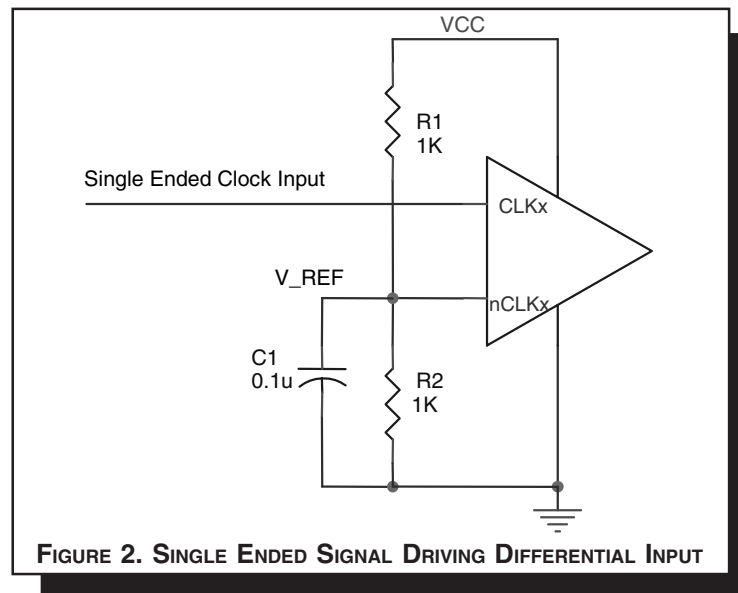 VCC
R1
1K
Single Ended Clock Input
CLKx
V_REF
nCLKx
C1
0.1u
R2
1K
FIGURE 2. SINGLE ENDED SIGNAL DRIVING DIFFERENTIAL INPUT